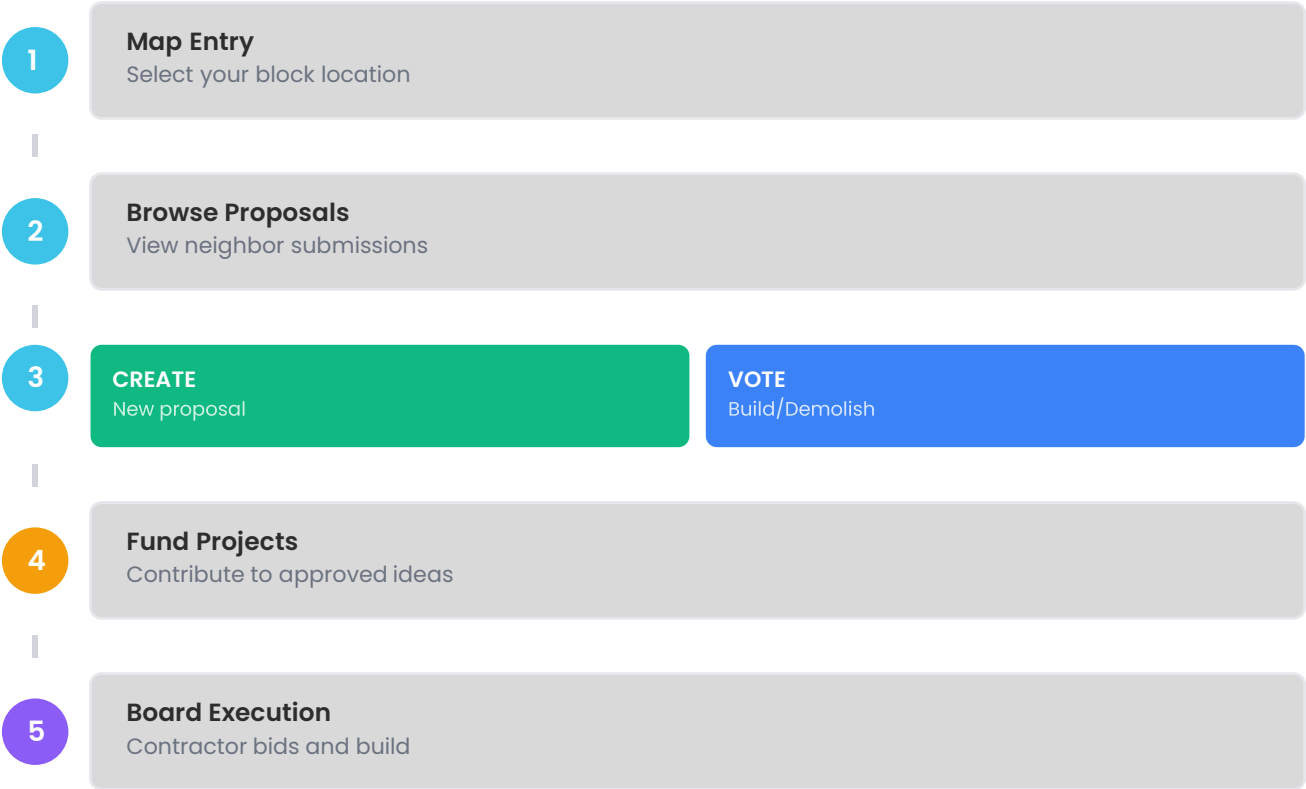 1
Map Entry
Select your block location
2
Browse Proposals
View neighbor submissions
3
CREATE
New proposal
VOTE
Build/Demolish
4
Fund Projects
Contribute to approved ideas
5
Board Execution
Contractor bids and build